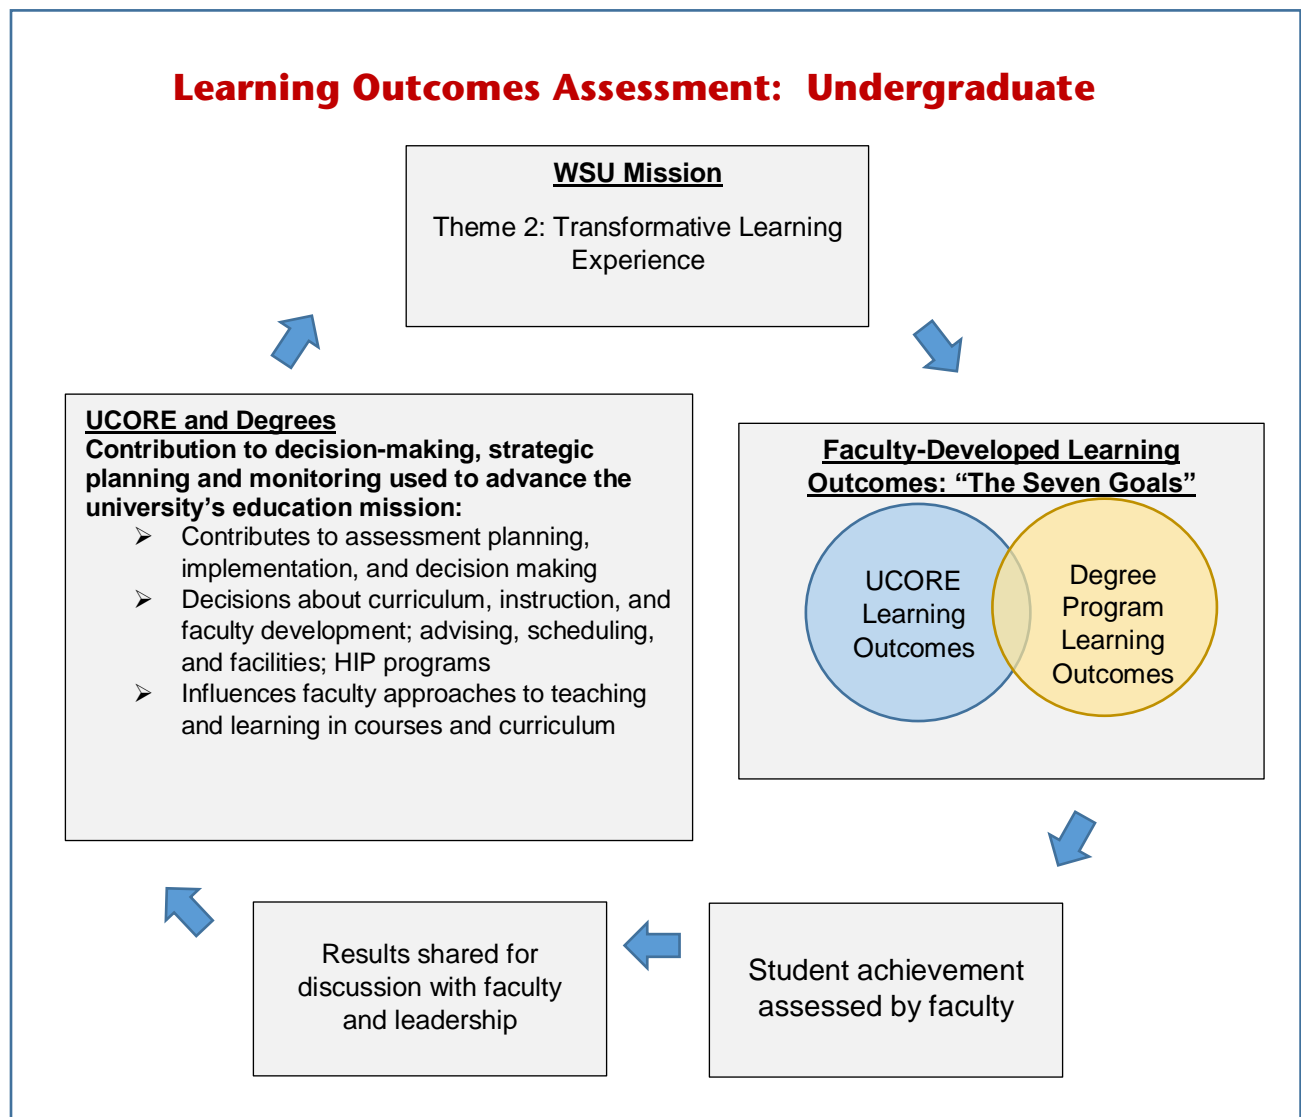 Learning Outcomes Assessment:  Undergraduate
WSU Mission
Theme 2: Transformative Learning
Experience
UCORE and Degrees
Contribution to decision-making, strategic
planning and monitoring used to advance the
university’s education mission:
➢ Contributes to assessment planning,
implementation, and decision making
➢ Decisions about curriculum, instruction, and
faculty development; advising, scheduling,
and facilities; HIP programs
➢ Influences faculty approaches to teaching
and learning in courses and curriculum
Faculty-Developed Learning
Outcomes: “The Seven Goals”
UCORE
Learning
Outcomes
Degree
Program
Learning
Outcomes
Results shared for
discussion with faculty
and leadership
Student achievement
assessed by faculty